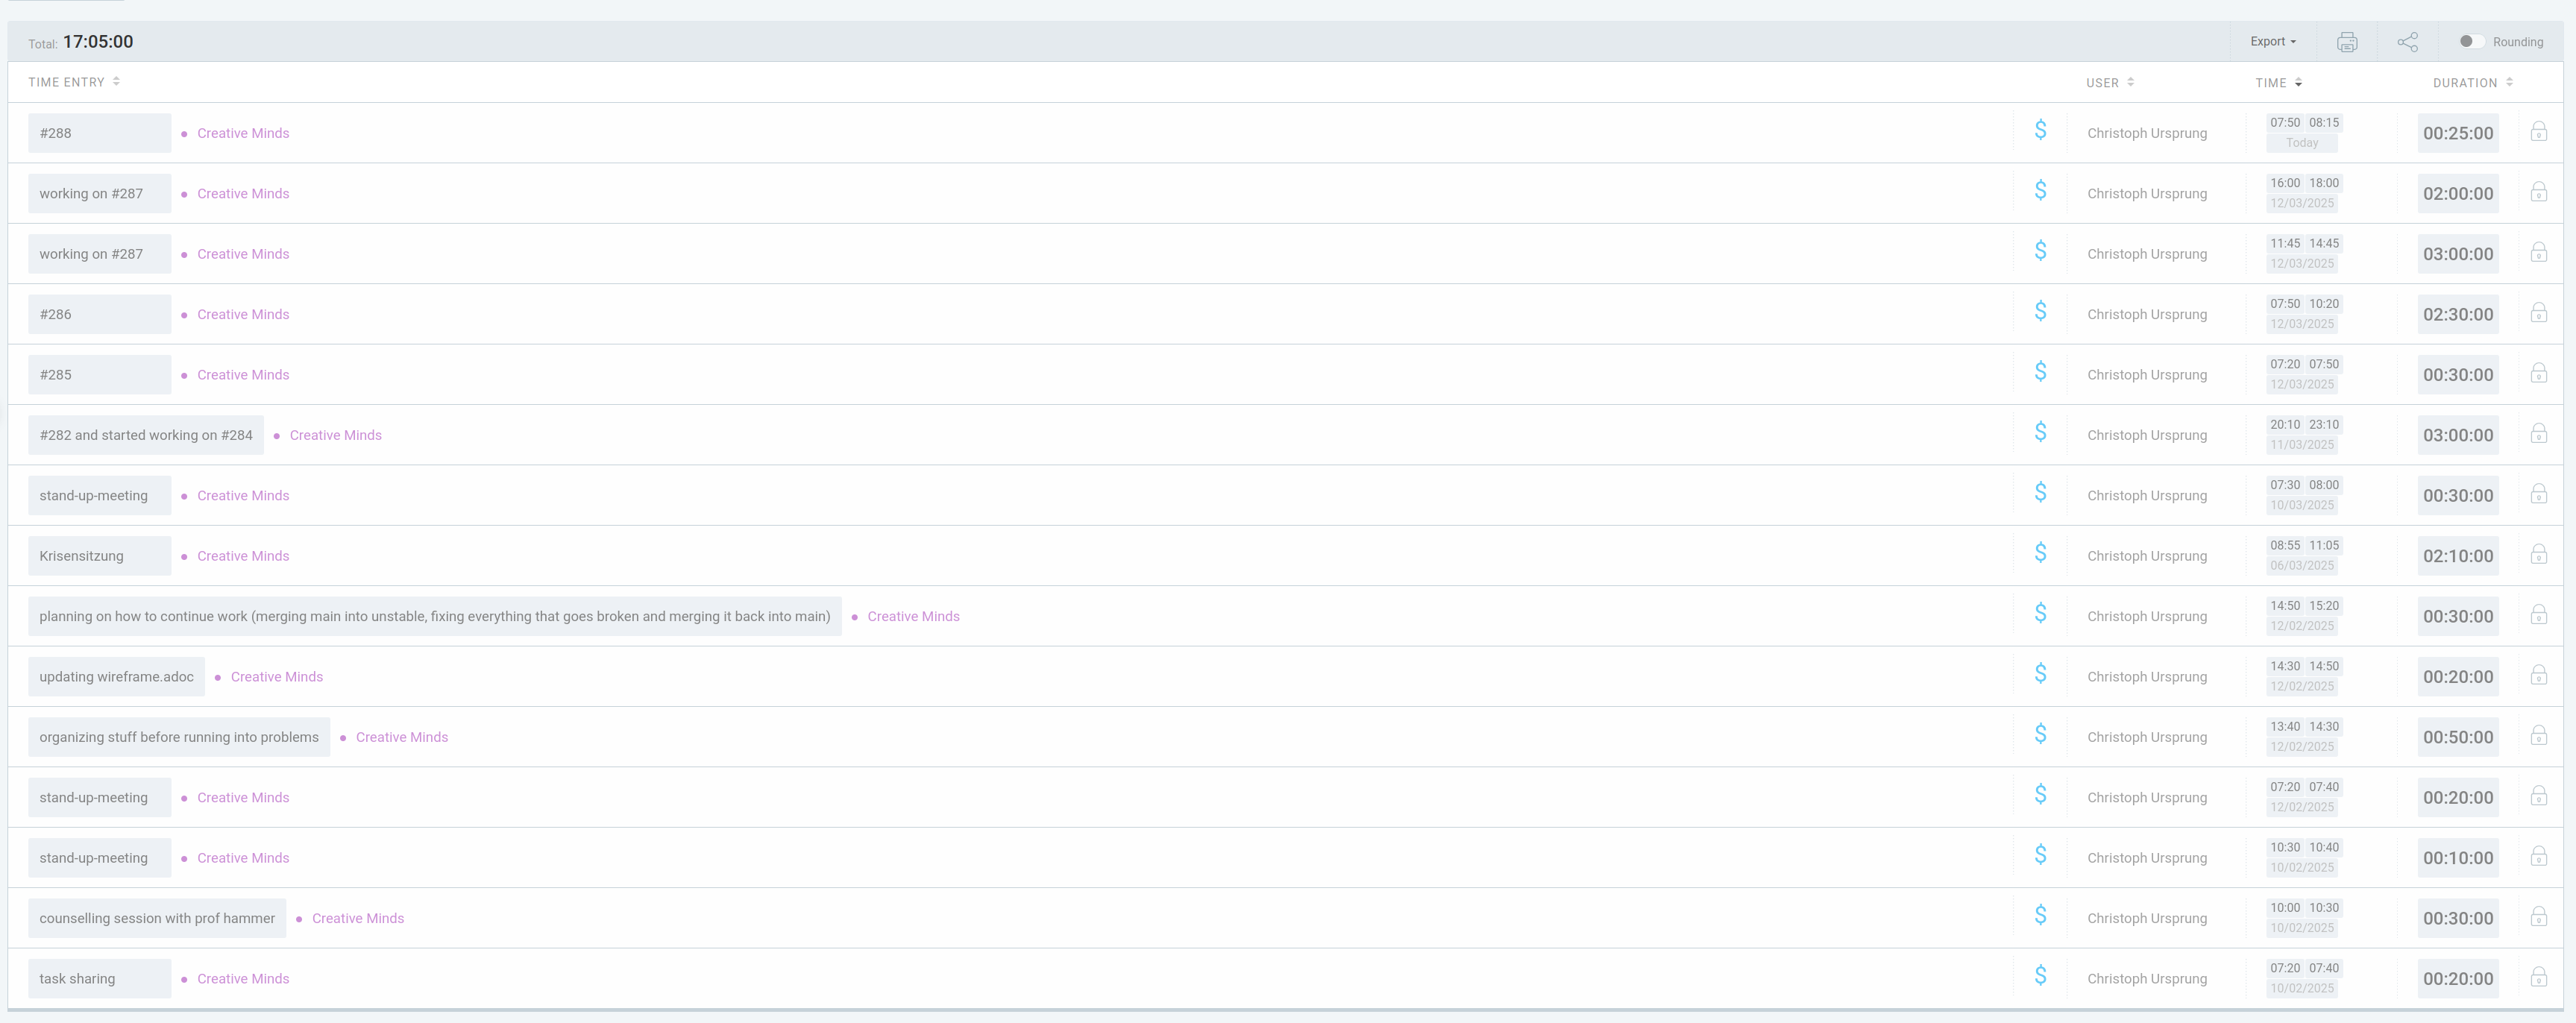 Total: 17:05:00 Export Rounding
TIME ENTRY USER TIME DURATION
#288 Creative Minds $ Christoph Ursprung 07:50 08:15 00:25:00
Today
working on #287 Creative Minds $ Christoph Ursprung 16:00 18:00 02:00:00
12/03/2025
working on #287 Creative Minds $ Christoph Ursprung 11:45 14:45 03:00:00
12/03/2025
#286 Creative Minds $ Christoph Ursprung 07:50 10:20 02:30:00
12/03/2025
#285 Creative Minds $ Christoph Ursprung 07:20 07:50 00:30:00
12/03/2025
#282 and started working on #284 Creative Minds $ Christoph Ursprung 20:10 23:10 03:00:00
11/03/2025
stand-up-meeting Creative Minds $ Christoph Ursprung 07:30 08:00 00:30:00
10/03/2025
Krisensitzung Creative Minds $ Christoph Ursprung 08:55 11:05 02:10:00
06/03/2025
planning on how to continue work (merging main into unstable, fixing everything that goes broken and merging it back into main) Creative Minds $ Christoph Ursprung 14:50 15:20 00:30:00
12/02/2025
updating wireframe.adoc Creative Minds $ Christoph Ursprung 14:30 14:50 00:20:00
12/02/2025
organizing stuff before running into problems Creative Minds $ Christoph Ursprung 13:40 14:30 00:50:00
12/02/2025
stand-up-meeting Creative Minds $ Christoph Ursprung 07:20 07:40 00:20:00
12/02/2025
stand-up-meeting Creative Minds $ Christoph Ursprung 10:30 10:40 00:10:00
10/02/2025
counselling session with prof hammer Creative Minds $ Christoph Ursprung 10:00 10:30 00:30:00
10/02/2025
task sharing Creative Minds $ Christoph Ursprung 07:20 07:40 00:20:00
10/02/2025